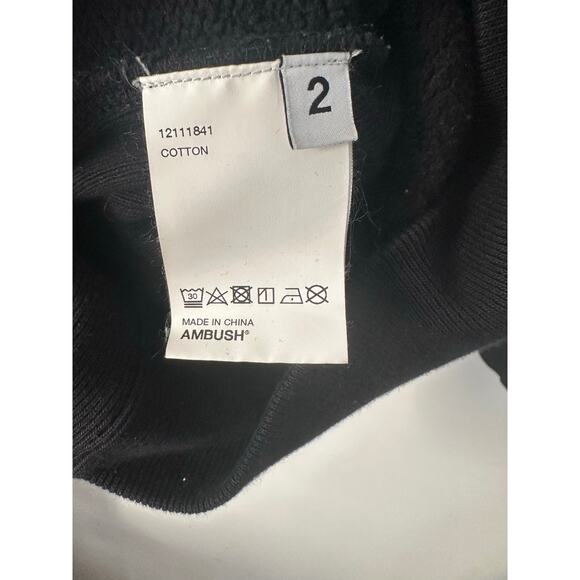 2
12111841
COTTON
30
MADE IN CHINA
AMBUSH®